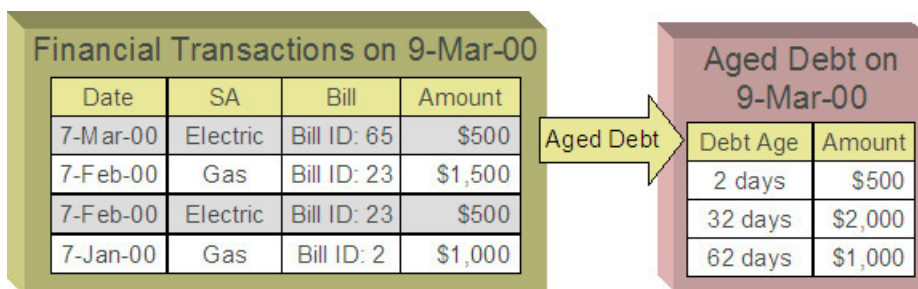 Financial Transactions on 9-Mar-00
Date SA Bill Amount
7-Mar-00 Electric Bill ID: 65 $500
7-Feb-00 Gas Bill ID: 23 $1,500
7-Feb-00 Electric Bill ID: 23 $500
7-Jan-00 Gas Bill ID: 2 $1,000
Aged Debt
Aged Debt on
9-Mar-00
Debt Age Amount
2 days $500
32 days $2,000
62 days $1,000